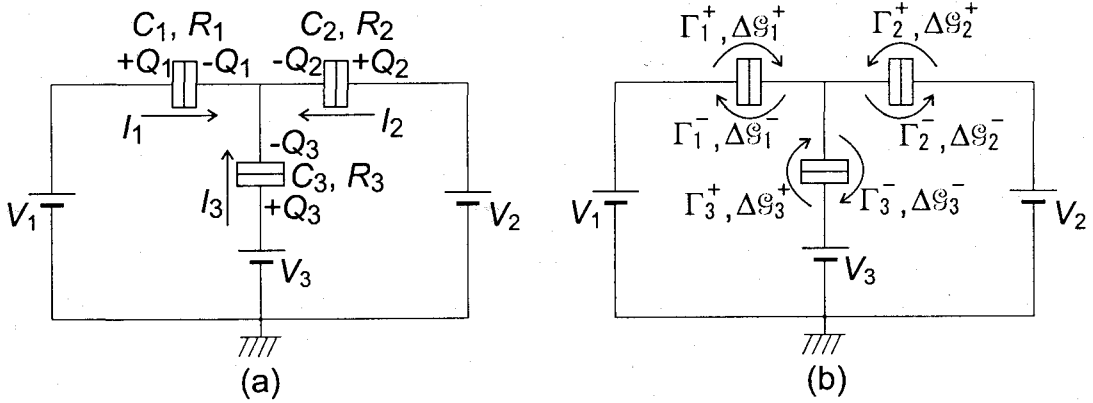 C₁, R₁
+Q₁ -Q₁
C₂, R₂
-Q₂ +Q₂
I₁
I₂
-Q₃
C₃, R₃
+Q₃
I₃
V₁
V₂
V₃
(a)
Γ₁⁺, Δ𝒢₁⁺
Γ₂⁺, Δ𝒢₂⁺
Γ₁⁻, Δ𝒢₁⁻
Γ₂⁻, Δ𝒢₂⁻
Γ₃⁺, Δ𝒢₃⁺
Γ₃⁻, Δ𝒢₃⁻
V₁
V₂
V₃
(b)